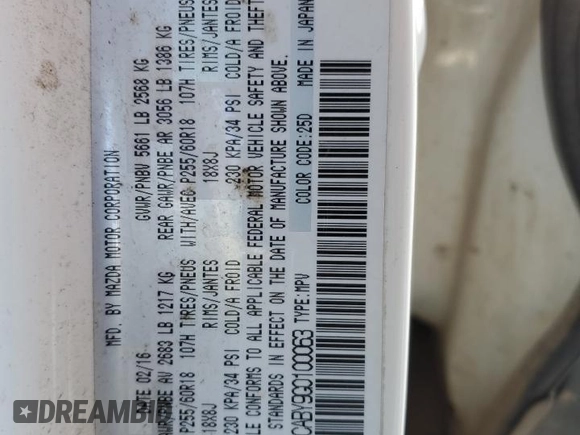 MFD. BY MAZDA MOTOR CORPORATION
DATE 02/16 GVWR/PNBV 5661 LB 2568 KG
AV 2683 LB 1217 KG REAR GAWR/PNBE AR 3056 LB 1386 KG
P255/60R18 107H TIRES/PNEUS WITH/AVEC P255/60R18 107H TIRES/PNEUS
18X8J RIMS/JANTES 18X8J RIMS/JANTES
230 KPA/34 PSI COLD/A FROID 230 KPA/34 PSI COLD/A FROID
CONFORMS TO ALL APPLICABLE FEDERAL MOTOR VEHICLE SAFETY AND THEFT
STANDARDS IN EFFECT ON THE DATE OF MANUFACTURE SHOWN ABOVE.
CABY9G0100063 TYPE:MPV COLOR CODE:25D MADE IN JAPAN
DREAMBID